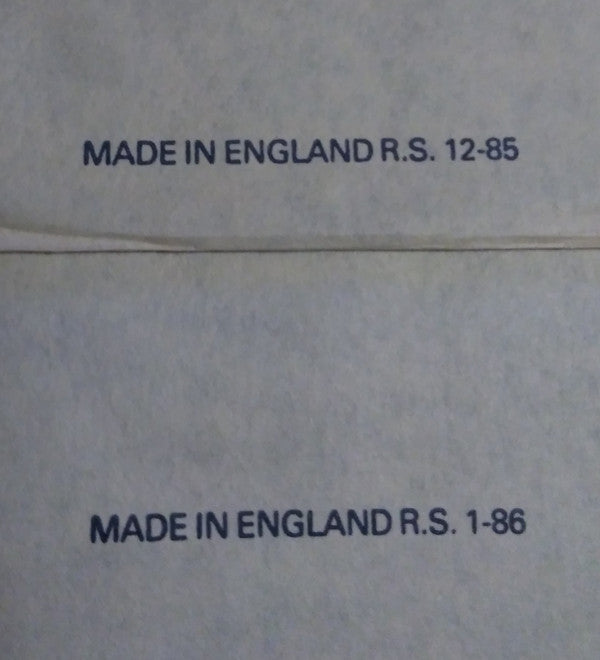 MADE IN ENGLAND R.S. 12-85
MADE IN ENGLAND R.S. 1-86